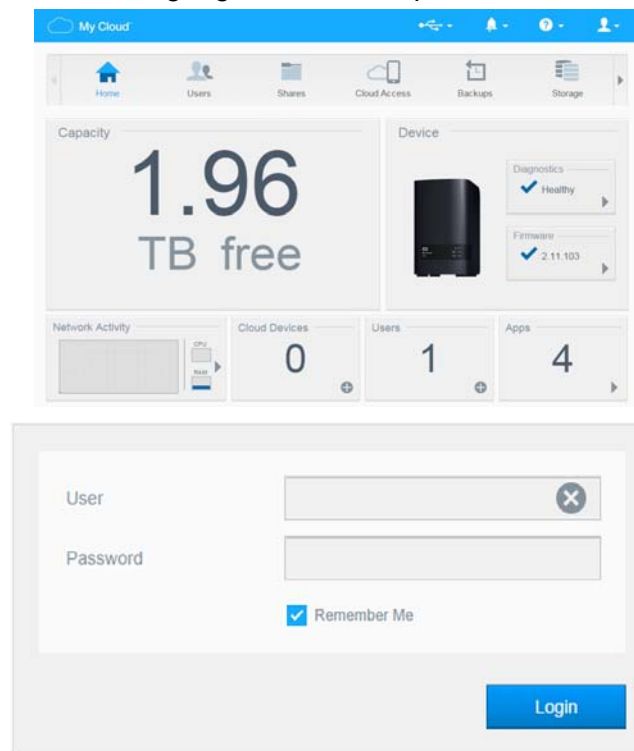 My Cloud
Home Users Shares Cloud Access Backups Storage
Capacity
1.96
TB free
Device
Diagnostics
Healthy
Firmware
2.11.103
Network Activity
CPU
RAM
Cloud Devices
0
Users
1
Apps
4
User
Password
Remember Me
Login